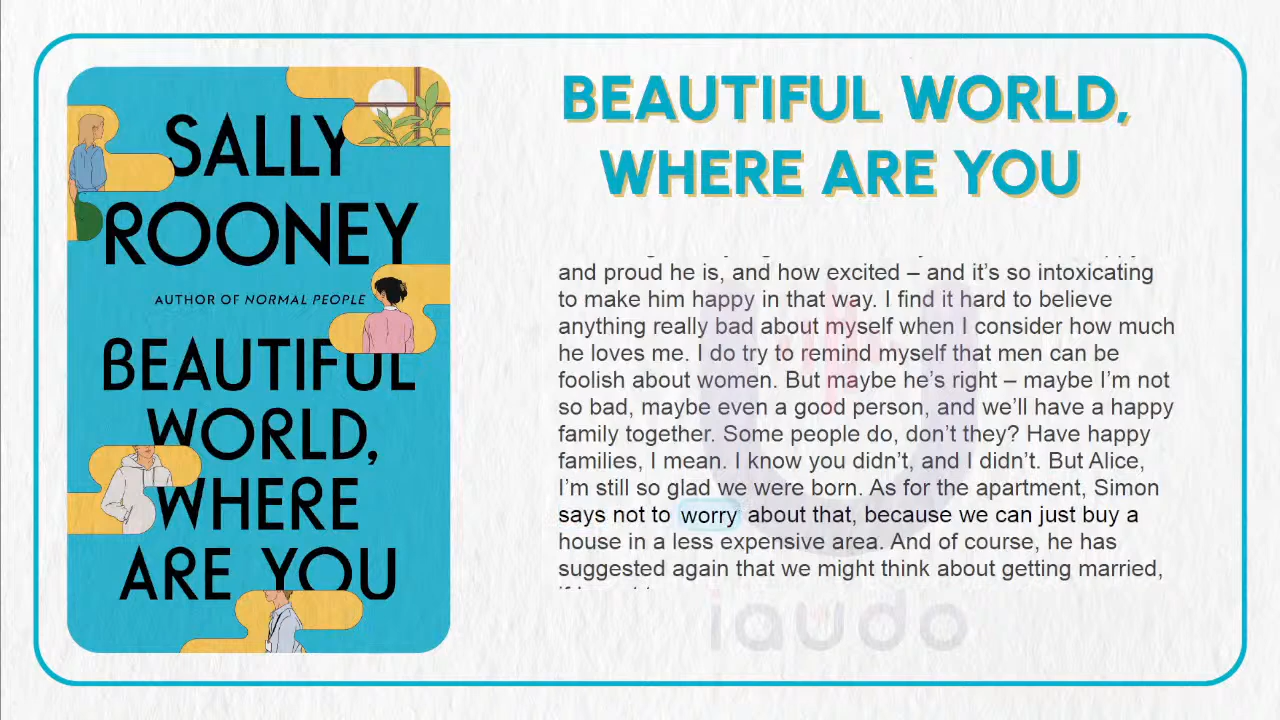 SALLY
ROONEY
AUTHOR OF NORMAL PEOPLE
BEAUTIFUL
WORLD,
WHERE
ARE YOU
BEAUTIFUL WORLD,
WHERE ARE YOU
and proud he is, and how excited – and it’s so intoxicating
to make him happy in that way. I find it hard to believe
anything really bad about myself when I consider how much
he loves me. I do try to remind myself that men can be
foolish about women. But maybe he’s right – maybe I’m not
so bad, maybe even a good person, and we’ll have a happy
family together. Some people do, don’t they? Have happy
families, I mean. I know you didn’t, and I didn’t. But Alice,
I’m still so glad we were born. As for the apartment, Simon
says not to worry about that, because we can just buy a
house in a less expensive area. And of course, he has
suggested again that we might think about getting married,
iaudo